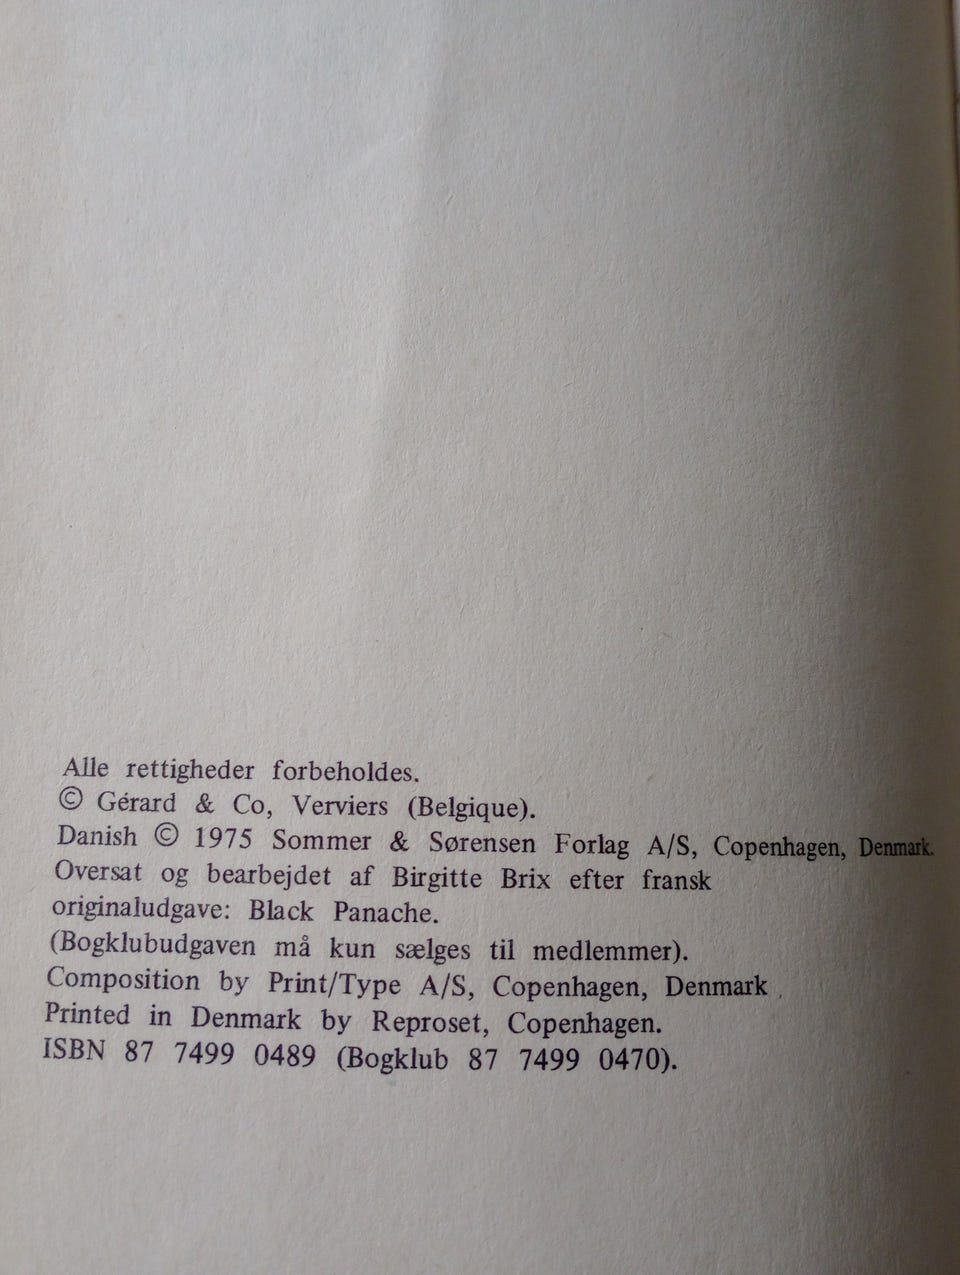 Alle rettigheder forbeholdes.
© Gérard & Co, Verviers (Belgique).
Danish © 1975 Sommer & Sørensen Forlag A/S, Copenhagen, Denmark.
Oversat og bearbejdet af Birgitte Brix efter fransk
originaludgave: Black Panache.
(Bogklubudgaven må kun sælges til medlemmer).
Composition by Print/Type A/S, Copenhagen, Denmark.
Printed in Denmark by Reproset, Copenhagen.
ISBN 87 7499 0489 (Bogklub 87 7499 0470).